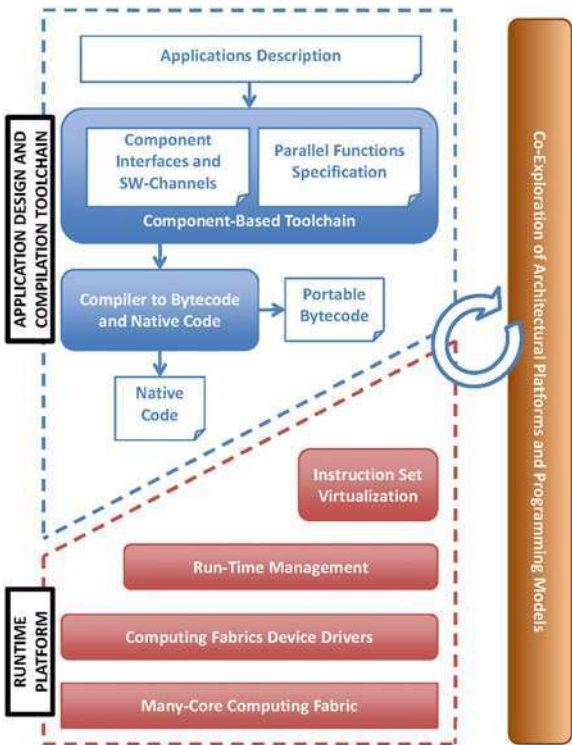 Applications Description
APPLICATION DESIGN AND
COMPILATION TOOLCHAIN
Component
Interfaces and
SW-Channels
Parallel Functions
Specification
Component-Based Toolchain
Compiler to Bytecode
and Native Code
Portable
Bytecode
Native
Code
Co-Exploration of Architectural Platforms and Programming Models
Instruction Set
Virtualization
Run-Time Management
RUNTIME
PLATFORM
Computing Fabrics Device Drivers
Many-Core Computing Fabric